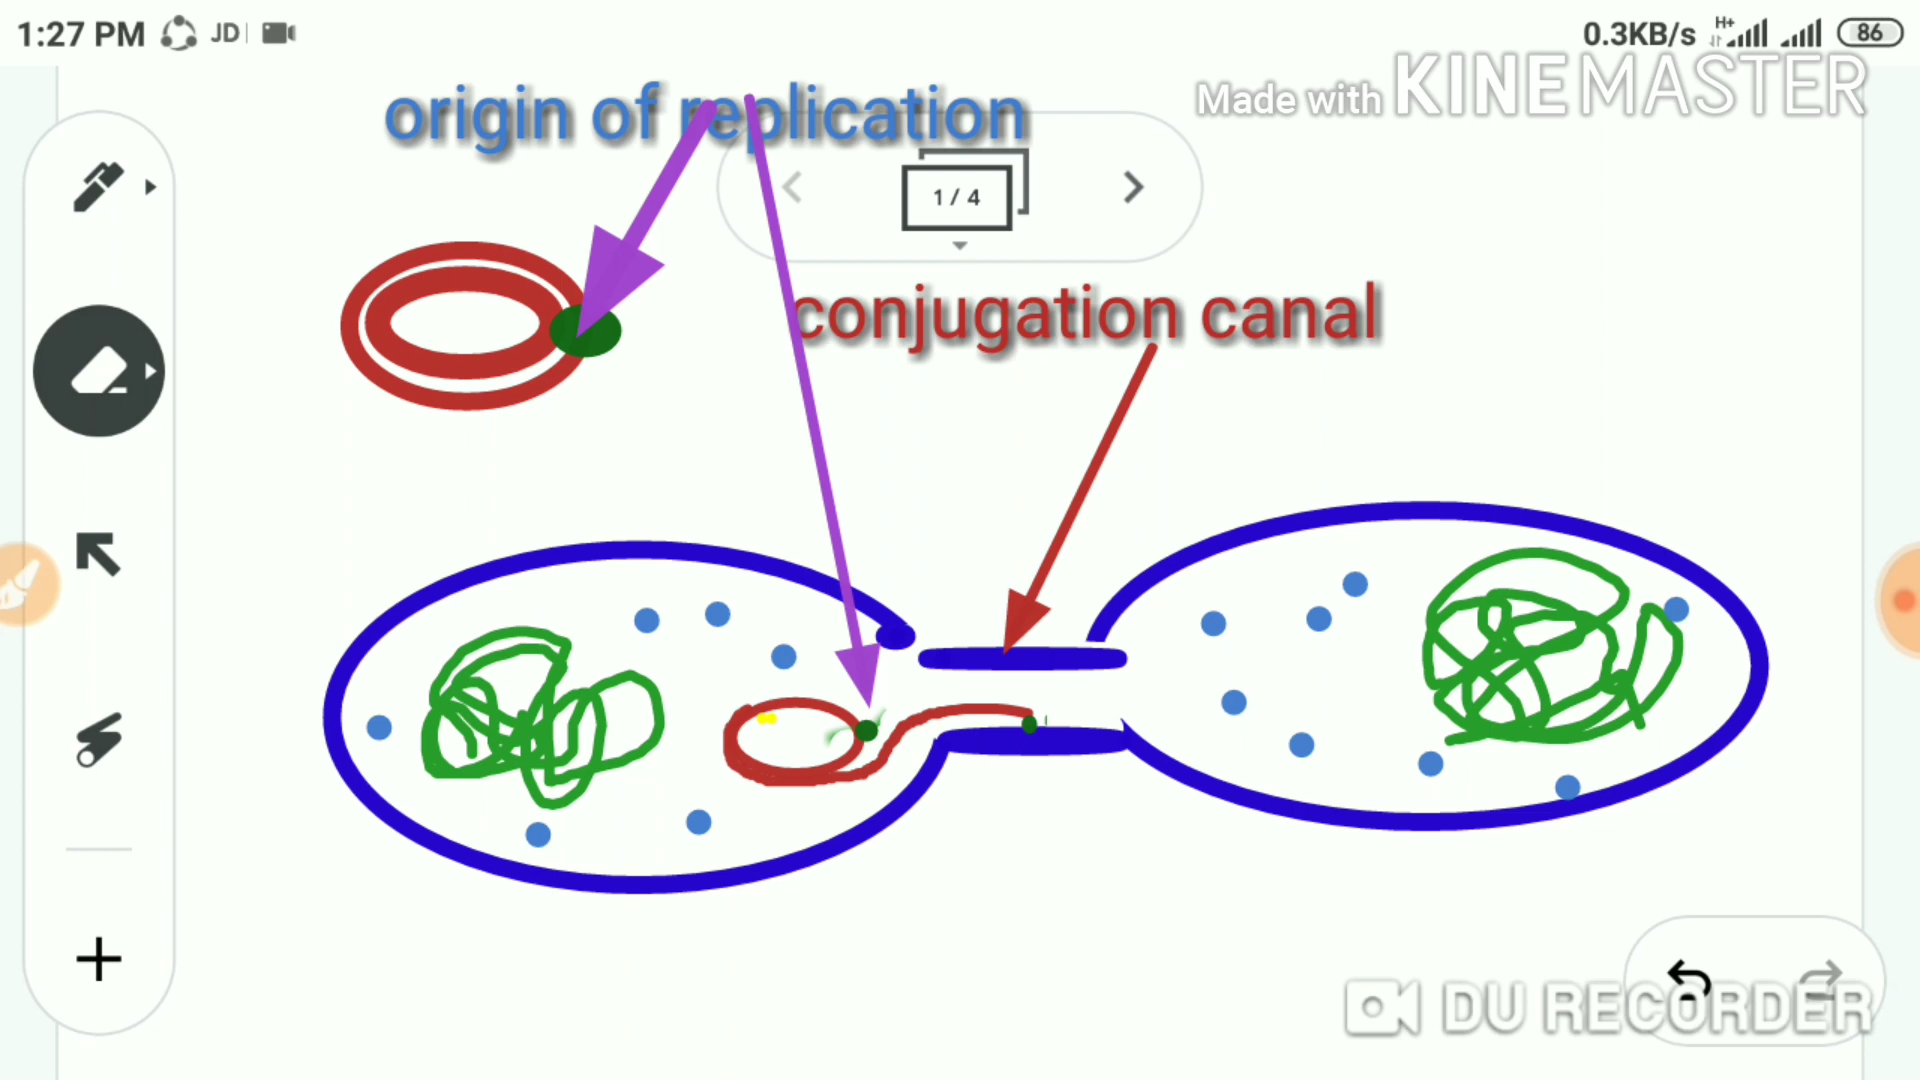 1:27 PM JD 0.3KB/s H+ 86
Made with KINEMASTER
origin of replication
1 / 4
conjugation canal
DU RECORDER